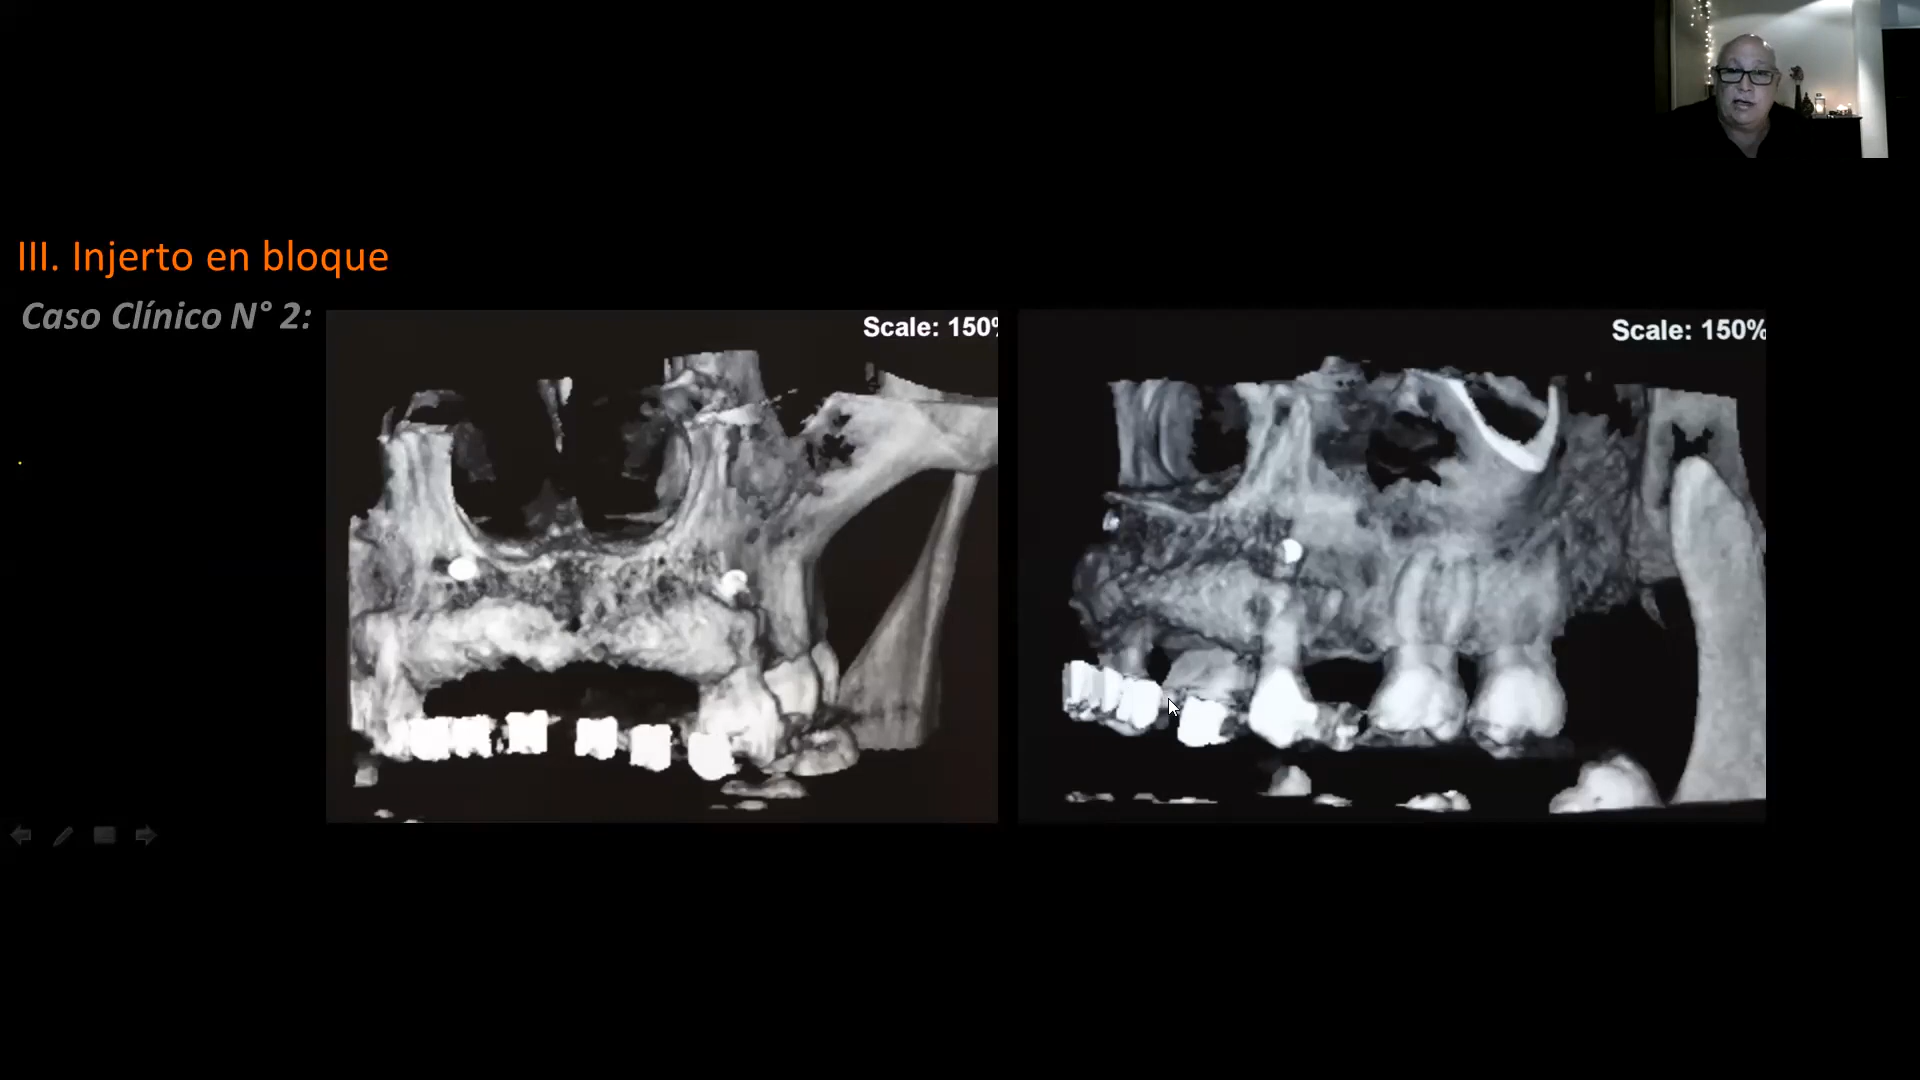 III. Injerto en bloque
Caso Clínico N° 2:
Scale: 150%
Scale: 150%